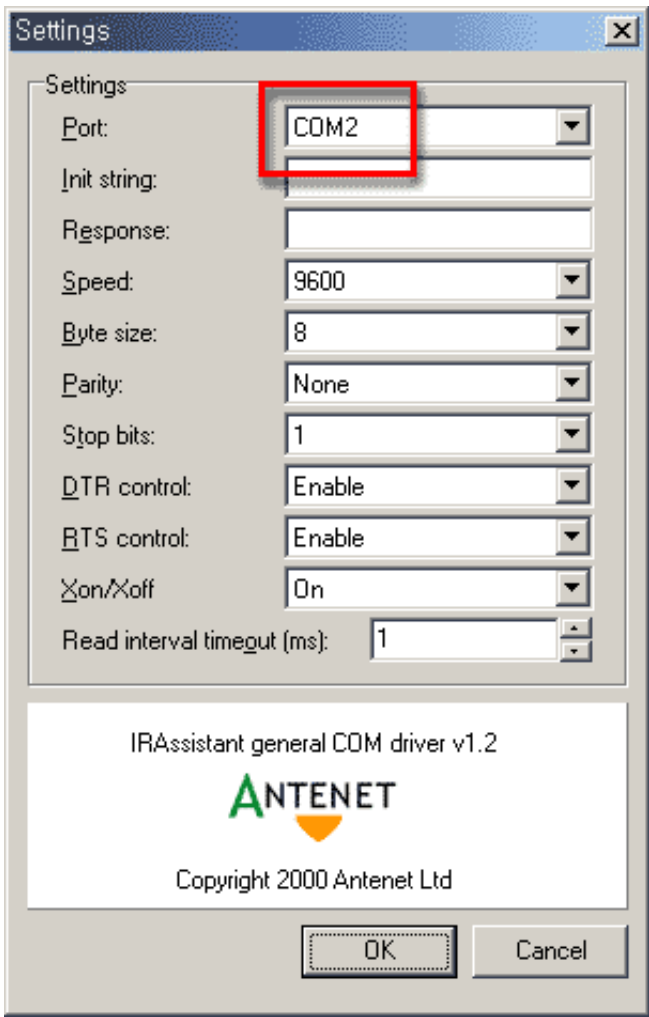 Settings
Settings
Port: COM2
Init string:
Response:
Speed: 9600
Byte size: 8
Parity: None
Stop bits: 1
DTR control: Enable
RTS control: Enable
Xon/Xoff On
Read interval timeout (ms): 1
IRAssistant general COM driver v1.2
ANTENET
Copyright 2000 Antenet Ltd
OK Cancel